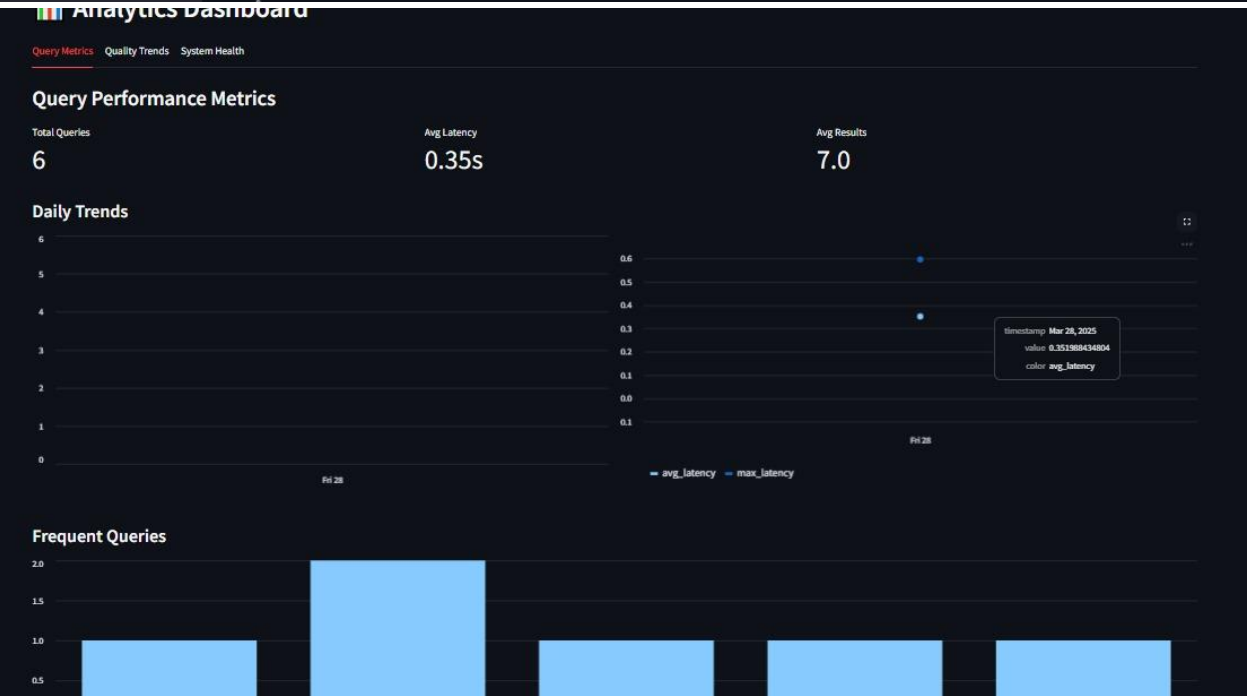 Analytics Dashboard
Query Metrics Quality Trends System Health
Query Performance Metrics
Total Queries
6
Avg Latency
0.35s
Avg Results
7.0
Daily Trends
6
5
4
3
2
1
0
Fri 28
0.6
0.5
0.4
0.3
0.2
0.1
0.0
0.1
Fri 28
timestamp Mar 28, 2025
value 0.351988434804
color avg_latency
avg_latency max_latency
Frequent Queries
2.0
1.5
1.0
0.5